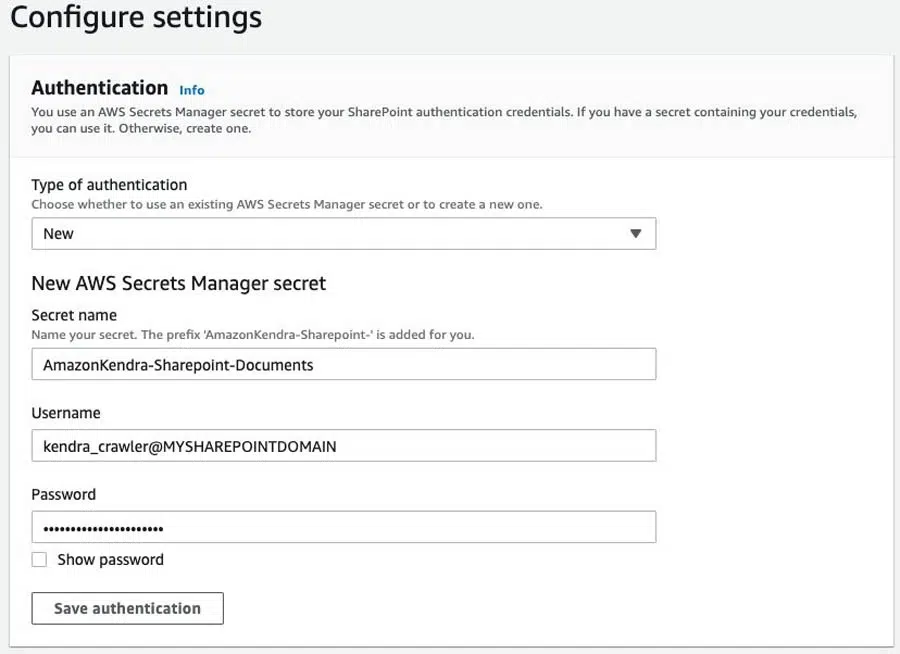 Configure settings
Authentication Info
You use an AWS Secrets Manager secret to store your SharePoint authentication credentials. If you have a secret containing your credentials,
you can use it. Otherwise, create one.
Type of authentication
Choose whether to use an existing AWS Secrets Manager secret or to create a new one.
New
New AWS Secrets Manager secret
Secret name
Name your secret. The prefix 'AmazonKendra-Sharepoint-' is added for you.
AmazonKendra-Sharepoint-Documents
Username
kendra_crawler@MYSHAREPOINTDOMAIN
Password
••••••••••••••••••••••
Show password
Save authentication